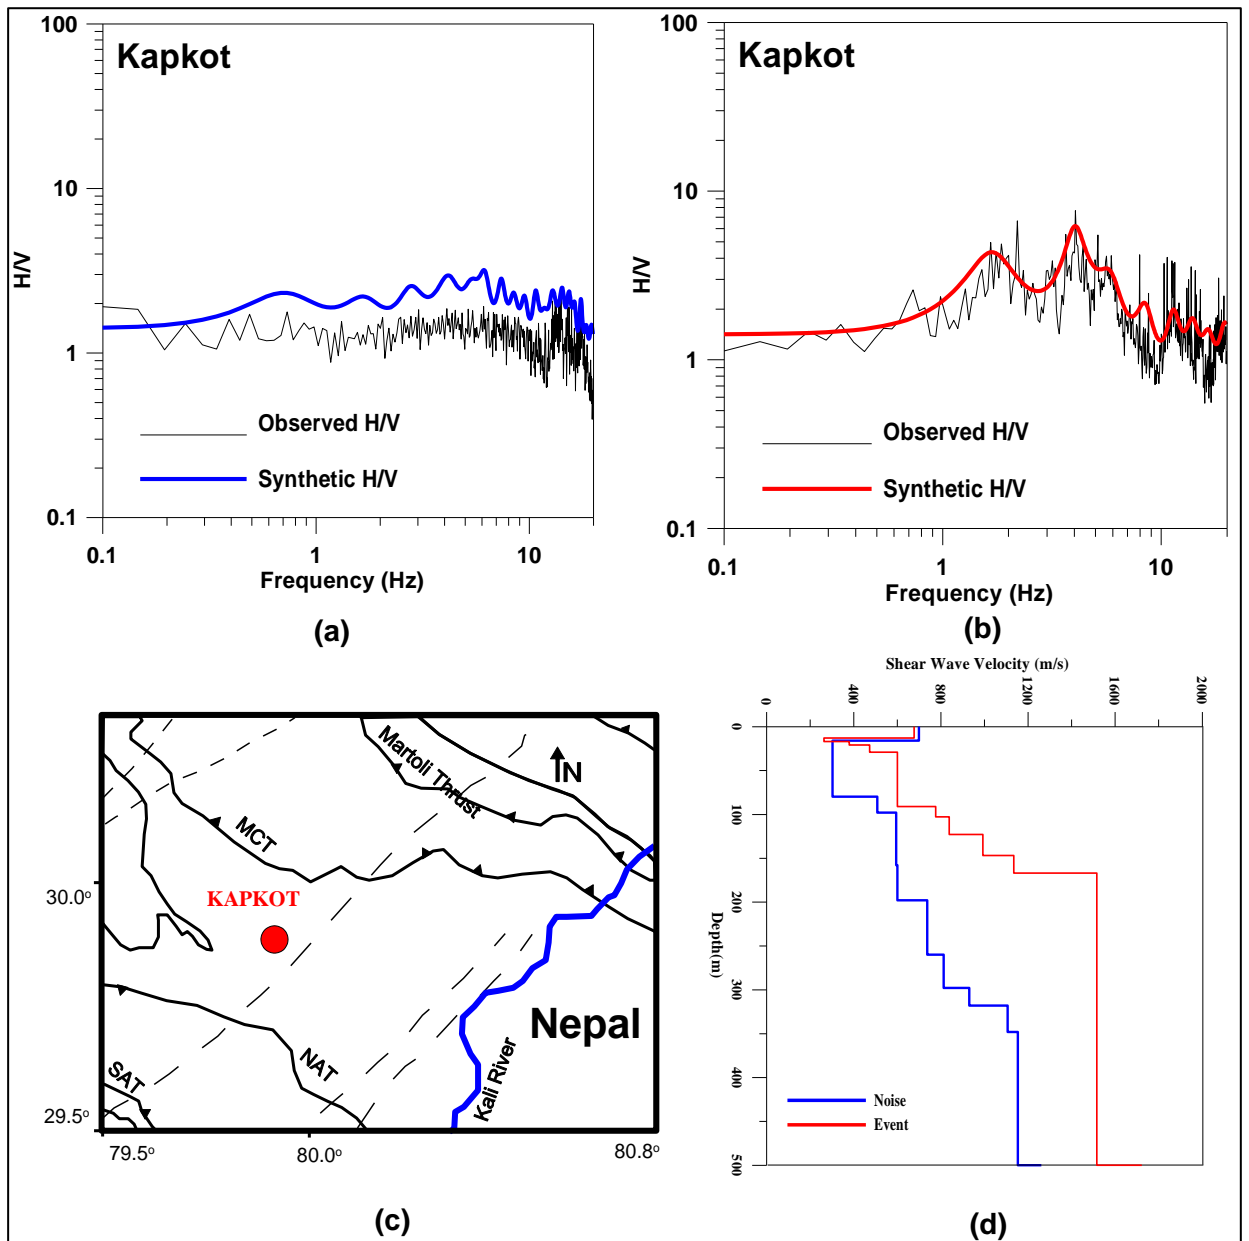 Kapkot
100
10
1
0.1
H/V
Observed H/V
Synthetic H/V
0.1
1
10
Frequency (Hz)
(a)
Kapkot
100
10
1
0.1
H/V
Observed H/V
Synthetic H/V
0.1
1
10
Frequency (Hz)
(b)
Martoli Thrust
N
MCT
KAPKOT
30.0°
Nepal
NAT
SAT
Kali River
29.5°
79.5°
80.0°
80.8°
(c)
Shear Wave Velocity (m/s)
0
400
800
1200
1600
2000
0
100
200
300
400
500
Depth(m)
Noise
Event
(d)